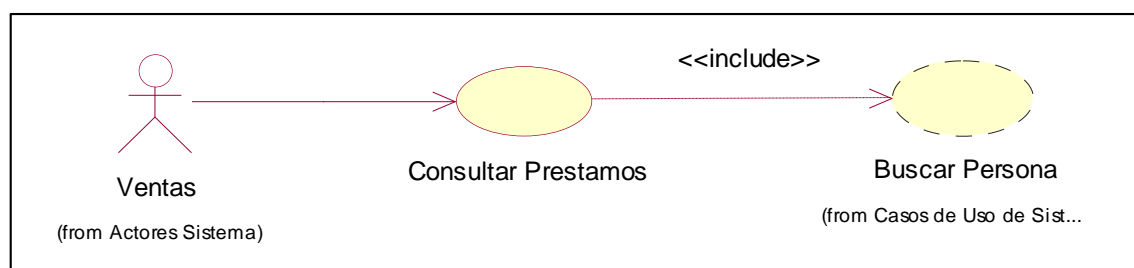 <<include>>
Ventas
(from Actores Sistema)
Consultar Prestamos
Buscar Persona
(from Casos de Uso de Sist...